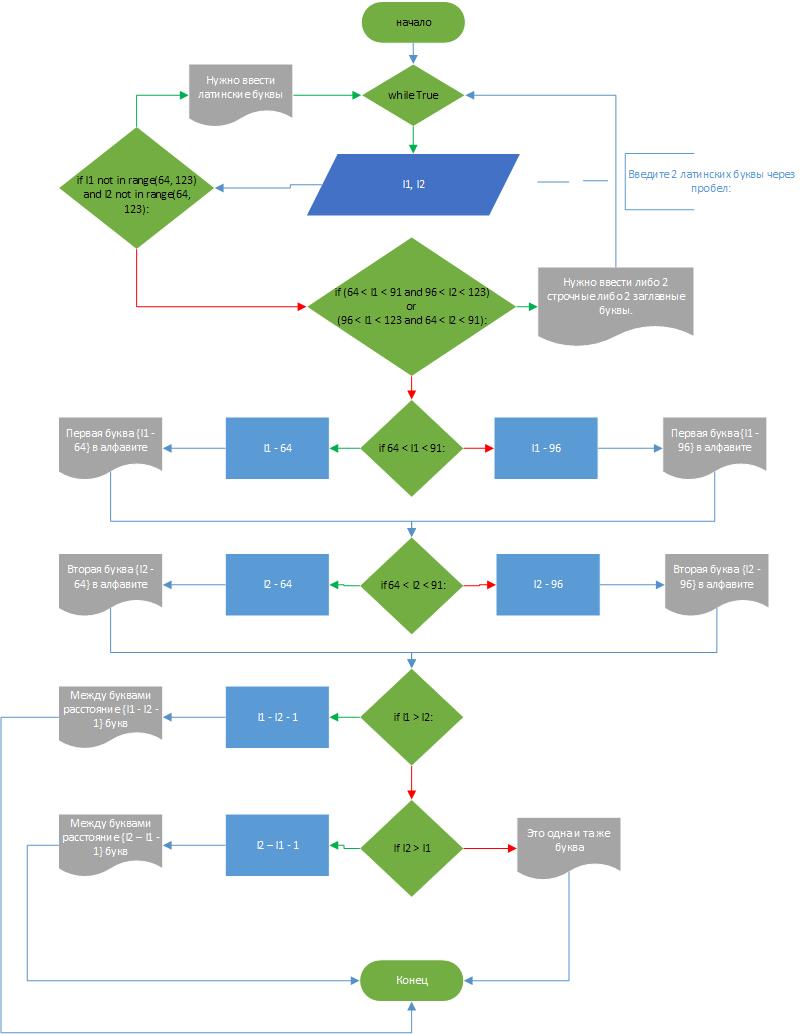 начало
Нужно ввести
латинские буквы
while True
if l1 not in range(64, 123)
and l2 not in range(64,
123):
l1, l2
Введите 2 латинских буквы через
пробел:
if (64 < l1 < 91 and 96 < l2 < 123)
or
(96 < l1 < 123 and 64 < l2 < 91):
Нужно ввести либо 2
строчные либо 2 заглавные
буквы.
Первая буква {l1 -
64} в алфавите
l1 - 64
if 64 < l1 < 91:
l1 - 96
Первая буква {l1 -
96} в алфавите
Вторая буква {l2 -
64} в алфавите
l2 - 64
if 64 < l2 < 91:
l2 - 96
Вторая буква {l2 -
96} в алфавите
Между буквами
расстояние {l1 - l2 -
1} букв
l1 - l2 - 1
if l1 > l2:
Между буквами
расстояние {l2 – l1 -
1} букв
l2 – l1 - 1
If l2 > l1
Это одна и та же
буква
Конец